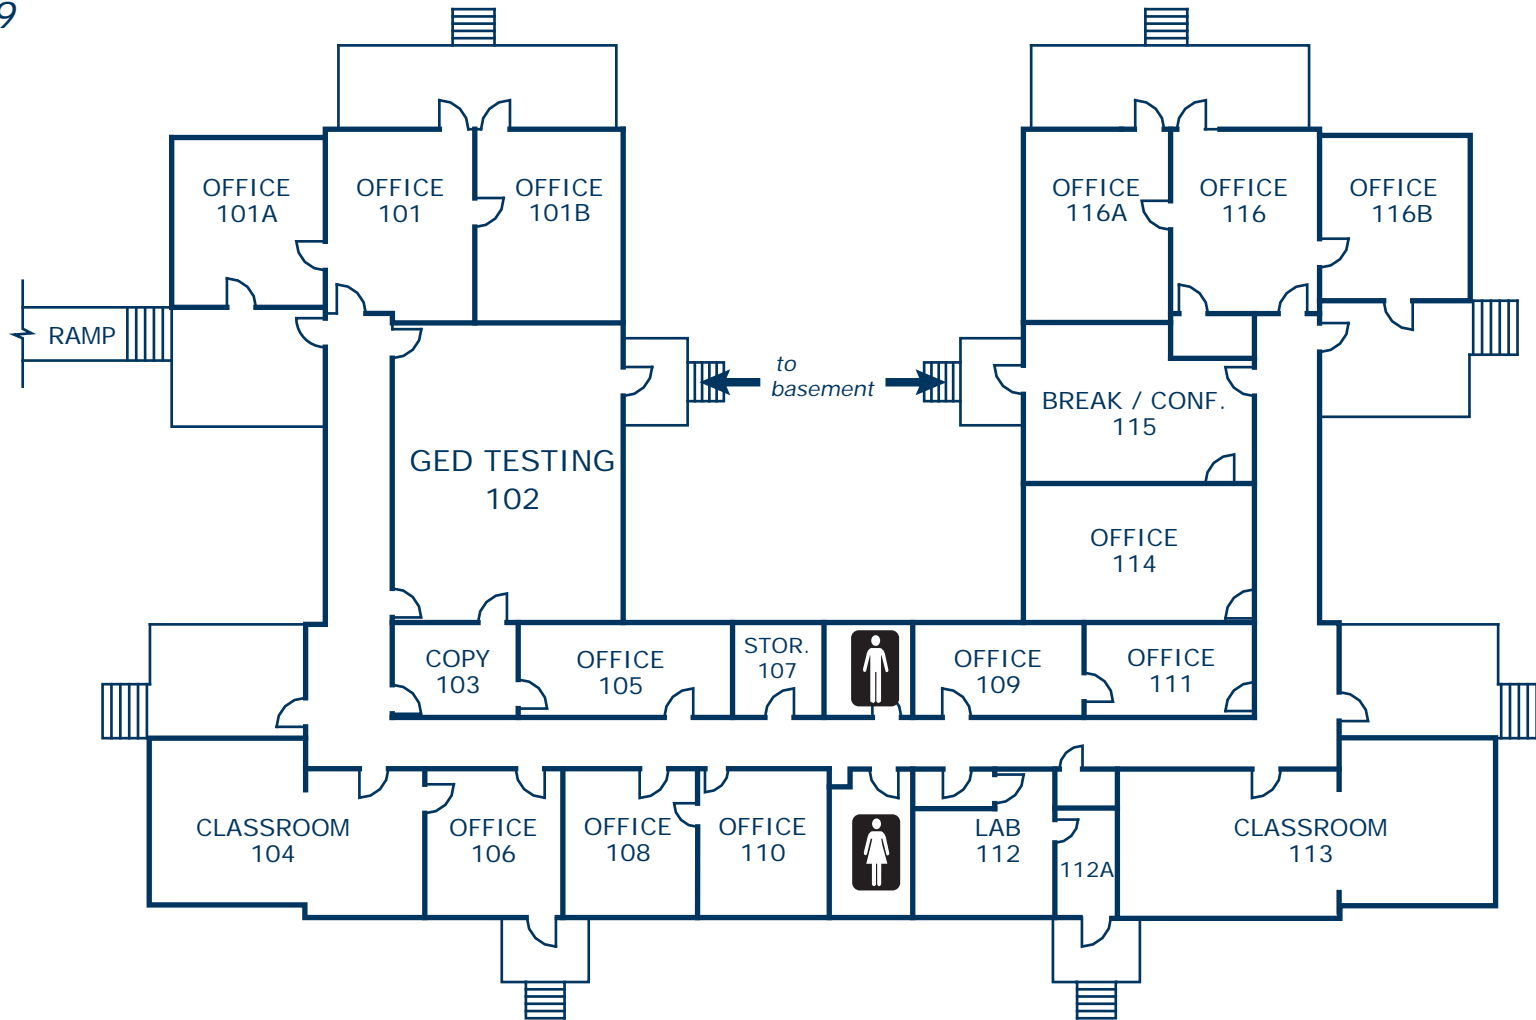 9
OFFICE
101A
OFFICE
101
OFFICE
101B
OFFICE
116A
OFFICE
116
OFFICE
116B
RAMP
to
basement
BREAK / CONF.
115
GED TESTING
102
OFFICE
114
COPY
103
OFFICE
105
STOR.
107
OFFICE
109
OFFICE
111
CLASSROOM
104
OFFICE
106
OFFICE
108
OFFICE
110
LAB
112
112A
CLASSROOM
113